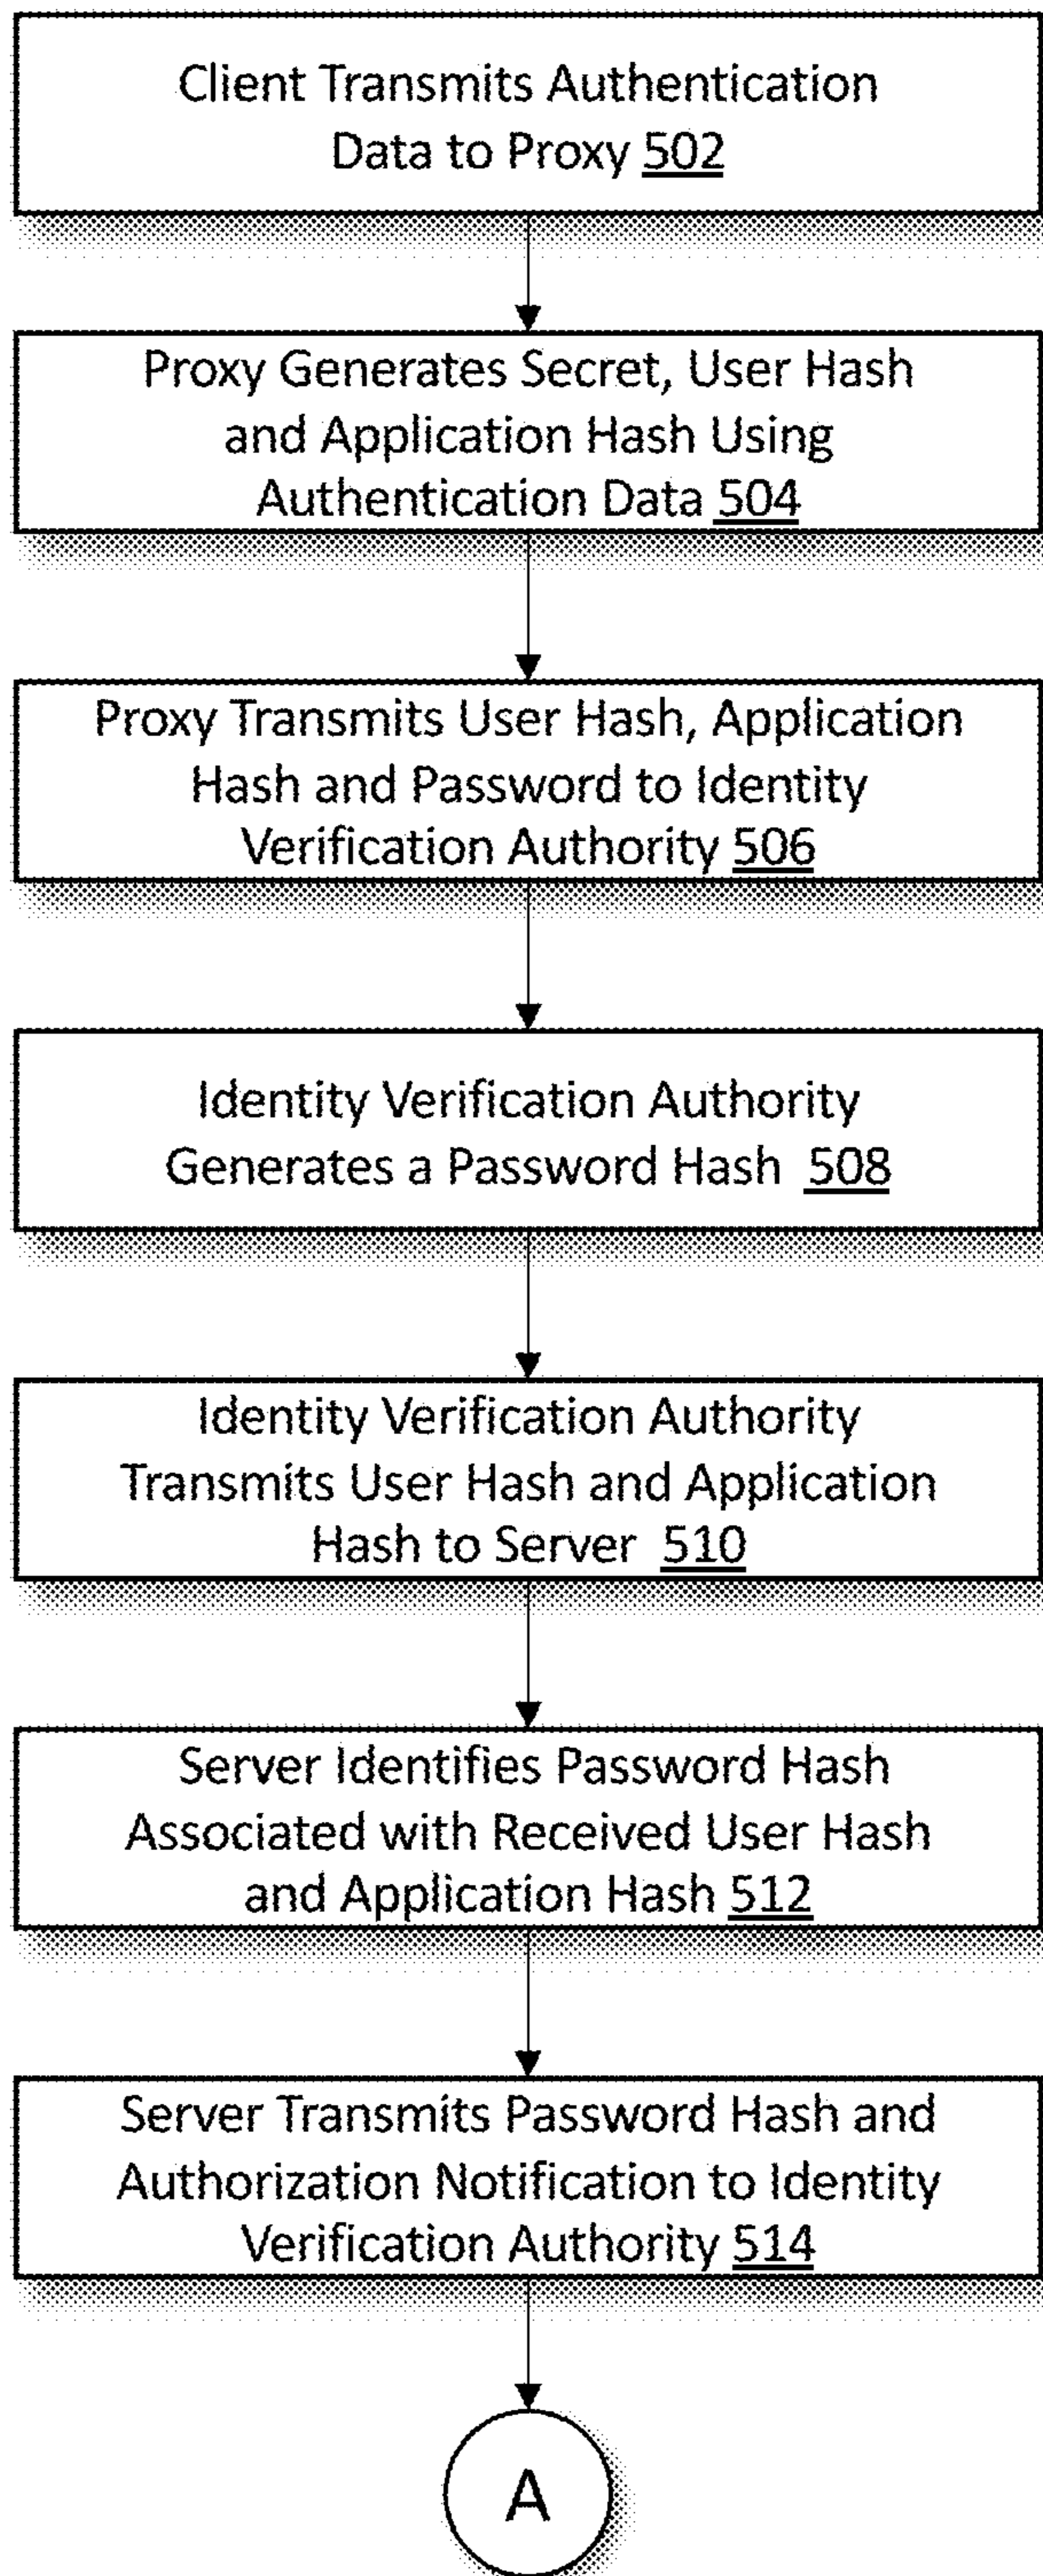 Client Transmits Authentication
Data to Proxy 502
Proxy Generates Secret, User Hash
and Application Hash Using
Authentication Data 504
Proxy Transmits User Hash, Application
Hash and Password to Identity
Verification Authority 506
Identity Verification Authority
Generates a Password Hash 508
Identity Verification Authority
Transmits User Hash and Application
Hash to Server 510
Server Identifies Password Hash
Associated with Received User Hash
and Application Hash 512
Server Transmits Password Hash and
Authorization Notification to Identity
Verification Authority 514
A